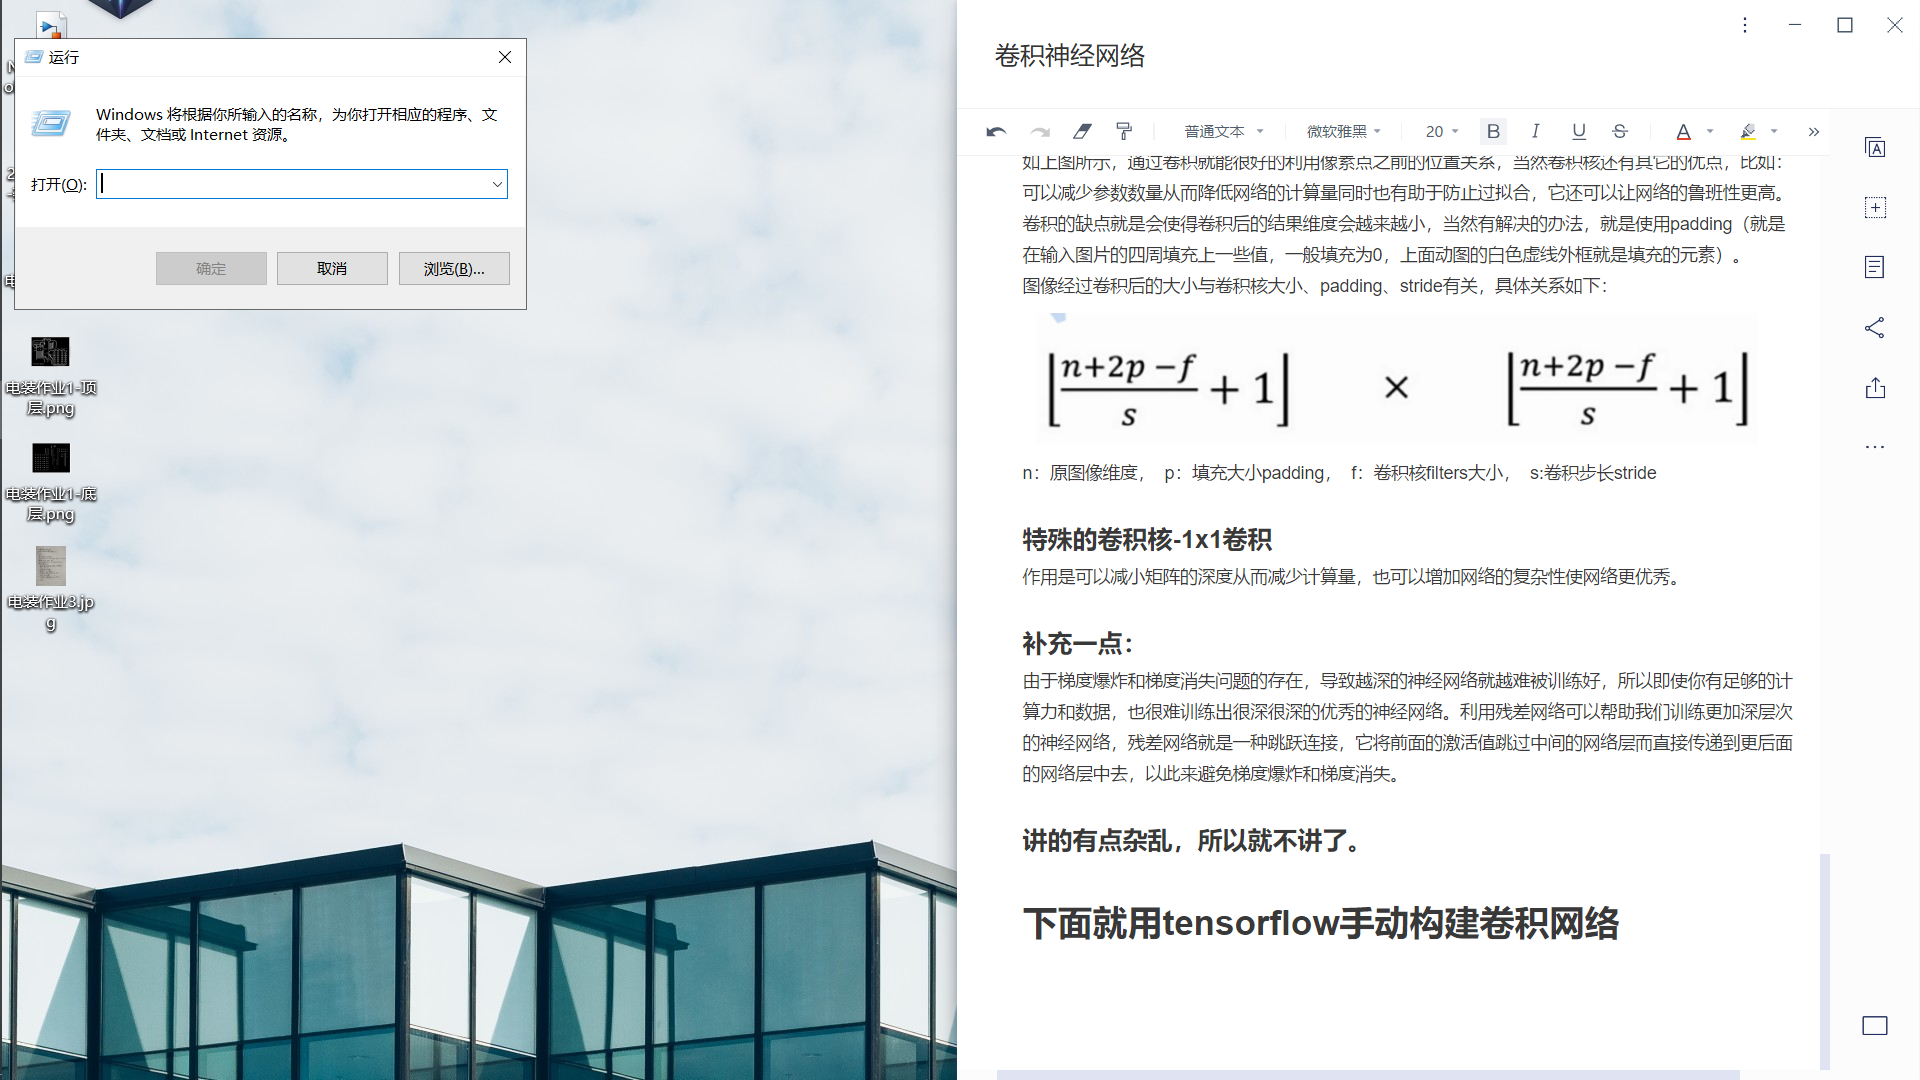 运行
Windows 将根据你所输入的名称，为你打开相应的程序、文
件夹、文档或 Internet 资源。
打开(O):
确定
取消
浏览(B)...
电装作业1-顶
层.png
电装作业1-底
层.png
电装作业3.jp
g
卷积神经网络
普通文本
微软雅黑
20
B
I
U
S
A
如上图所示，通过卷积就能很好的利用像素点之前的位置关系，当然卷积核还有其它的优点，比如：
可以减少参数数量从而降低网络的计算量同时也有助于防止过拟合，它还可以让网络的鲁班性更高。
卷积的缺点就是会使得卷积后的结果维度会越来越小，当然有解决的办法，就是使用padding（就是
在输入图片的四周填充上一些值，一般填充为0，上面动图的白色虚线外框就是填充的元素）。
图像经过卷积后的大小与卷积核大小、padding、stride有关，具体关系如下：
⌊(n+2p−f)/s + 1⌋ × ⌊(n+2p−f)/s + 1⌋
n：原图像维度， p：填充大小padding， f：卷积核filters大小， s:卷积步长stride
特殊的卷积核-1x1卷积
作用是可以减小矩阵的深度从而减少计算量，也可以增加网络的复杂性使网络更优秀。
补充一点：
由于梯度爆炸和梯度消失问题的存在，导致越深的神经网络就越难被训练好，所以即使你有足够的计
算力和数据，也很难训练出很深很深的优秀的神经网络。利用残差网络可以帮助我们训练更加深层次
的神经网络，残差网络就是一种跳跃连接，它将前面的激活值跳过中间的网络层而直接传递到更后面
的网络层中去，以此来避免梯度爆炸和梯度消失。
讲的有点杂乱，所以就不讲了。
下面就用tensorflow手动构建卷积网络